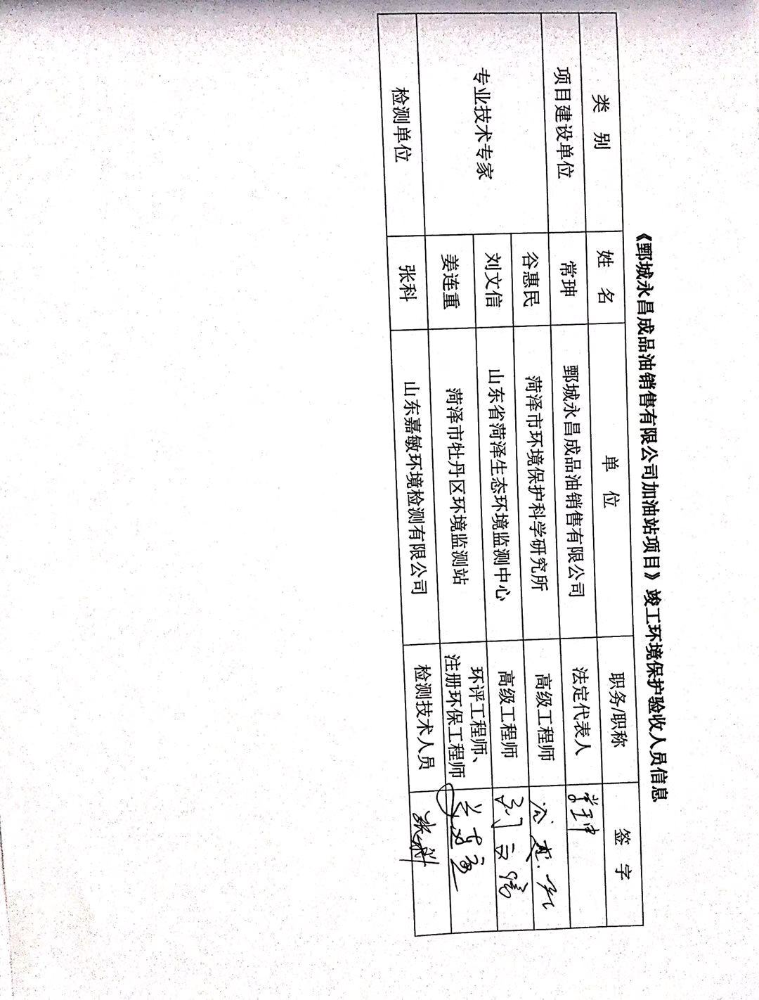 《鄄城永昌成品油销售有限公司加油站项目》竣工环境保护验收人员信息
类 别 姓 名 单 位 职务/职称 签 字
项目建设单位 常珅 鄄城永昌成品油销售有限公司 法定代表人 常珅
专业技术专家 谷惠民 菏泽市环境保护科学研究所 高级工程师 谷惠民
刘文信 山东省菏泽生态环境监测中心 高级工程师 刘文信
姜连重 菏泽市牡丹区环境监测站 环评工程师、
注册环保工程师 姜连重
检测单位 张科 山东嘉敏环境检测有限公司 检测技术人员 张科